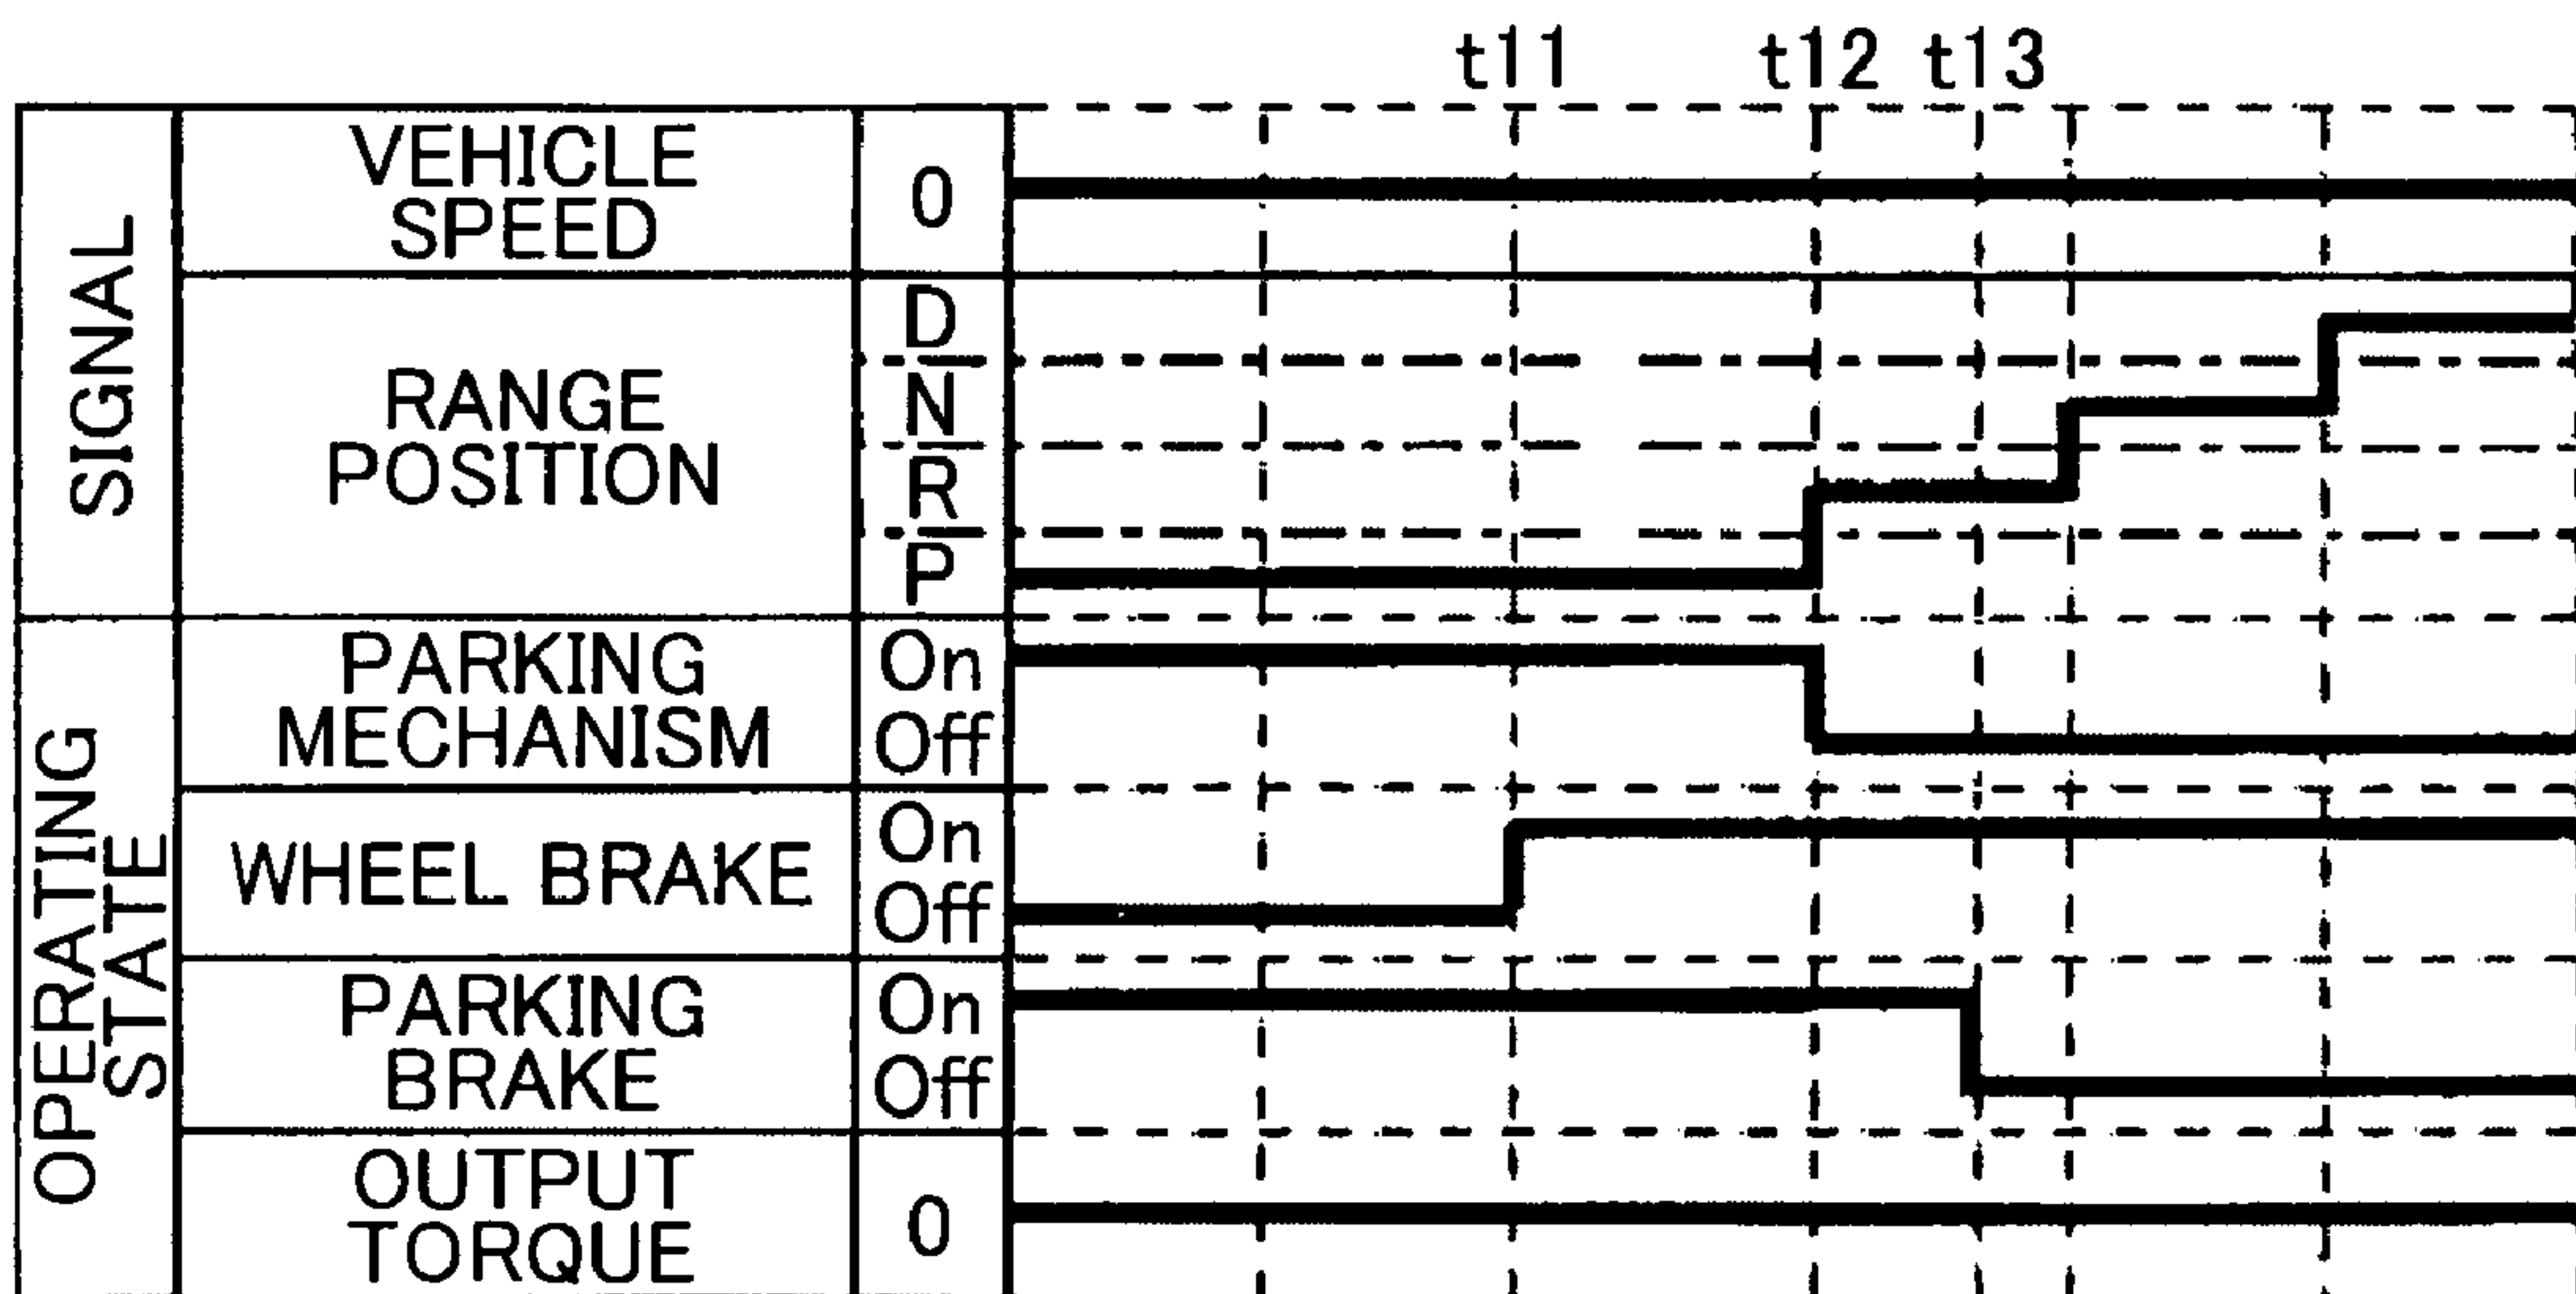 t11 t12 t13
SIGNAL
VEHICLE
SPEED
0
RANGE
POSITION
D
N
R
P
OPERATING
STATE
PARKING
MECHANISM
On
Off
WHEEL BRAKE
On
Off
PARKING
BRAKE
On
Off
OUTPUT
TORQUE
0